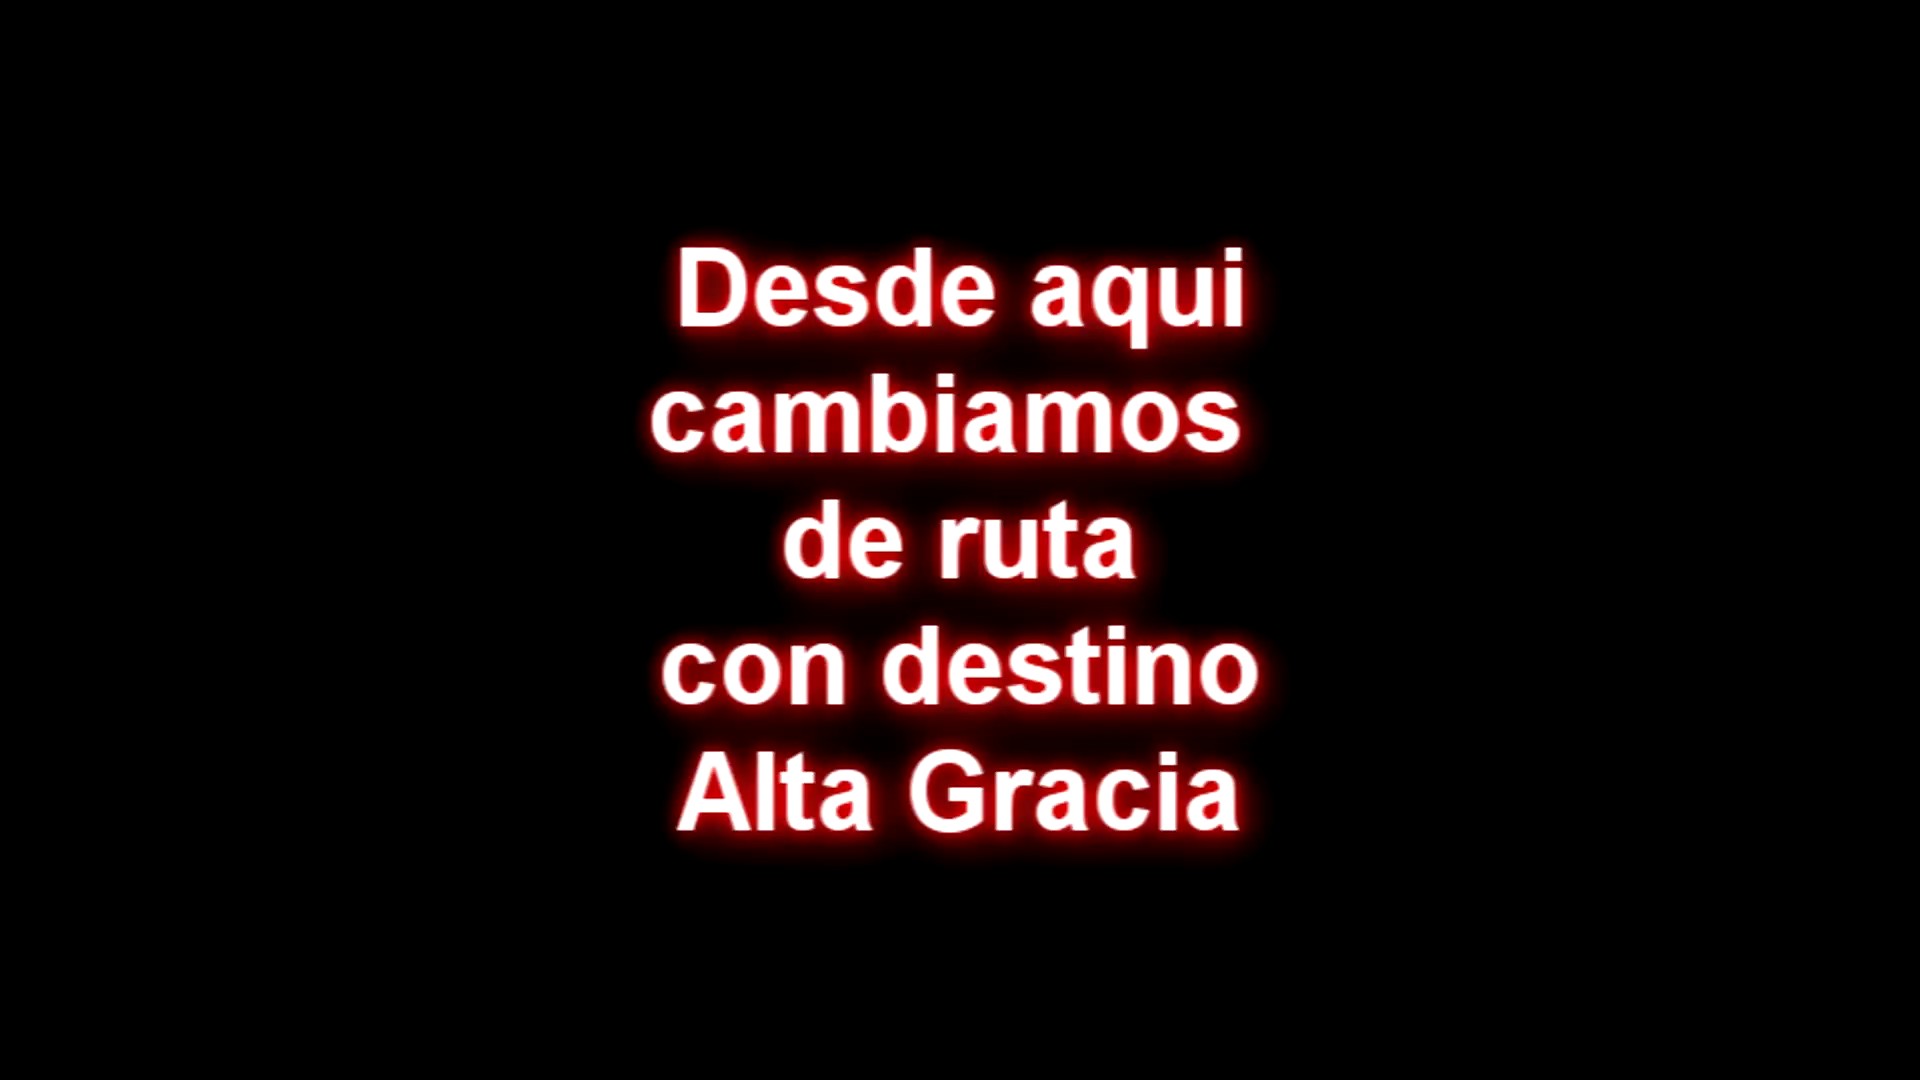 Desde aqui
cambiamos
de ruta
con destino
Alta Gracia